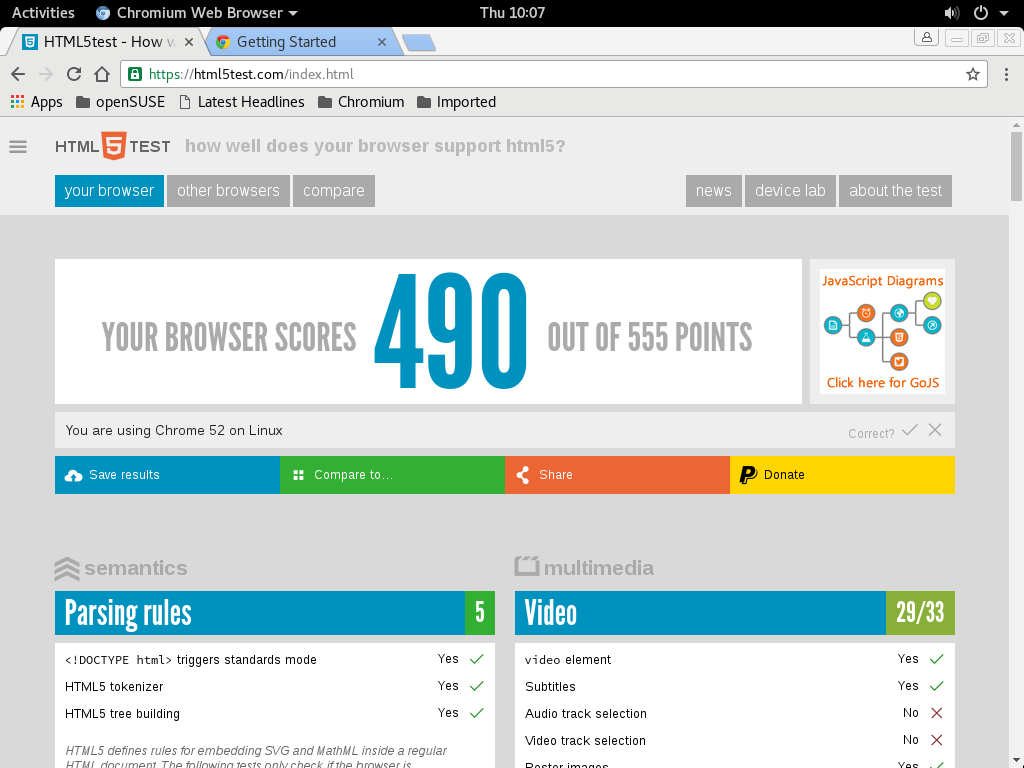 Activities Chromium Web Browser Thu 10:07
HTML5test - How w Getting Started
https://html5test.com/index.html
Apps openSUSE Latest Headlines Chromium Imported
HTML 5 TEST how well does your browser support html5?
your browser other browsers compare news device lab about the test
YOUR BROWSER SCORES 490 OUT OF 555 POINTS
JavaScript Diagrams
Click here for GoJS
You are using Chrome 52 on Linux Correct?
Save results Compare to... Share Donate
semantics
Parsing rules 5
<!DOCTYPE html> triggers standards mode Yes
HTML5 tokenizer Yes
HTML5 tree building Yes
HTML5 defines rules for embedding SVG and MathML inside a regular
HTML document. The following tests only check if the browser is
multimedia
Video 29/33
video element Yes
Subtitles Yes
Audio track selection No
Video track selection No
Poster images Yes